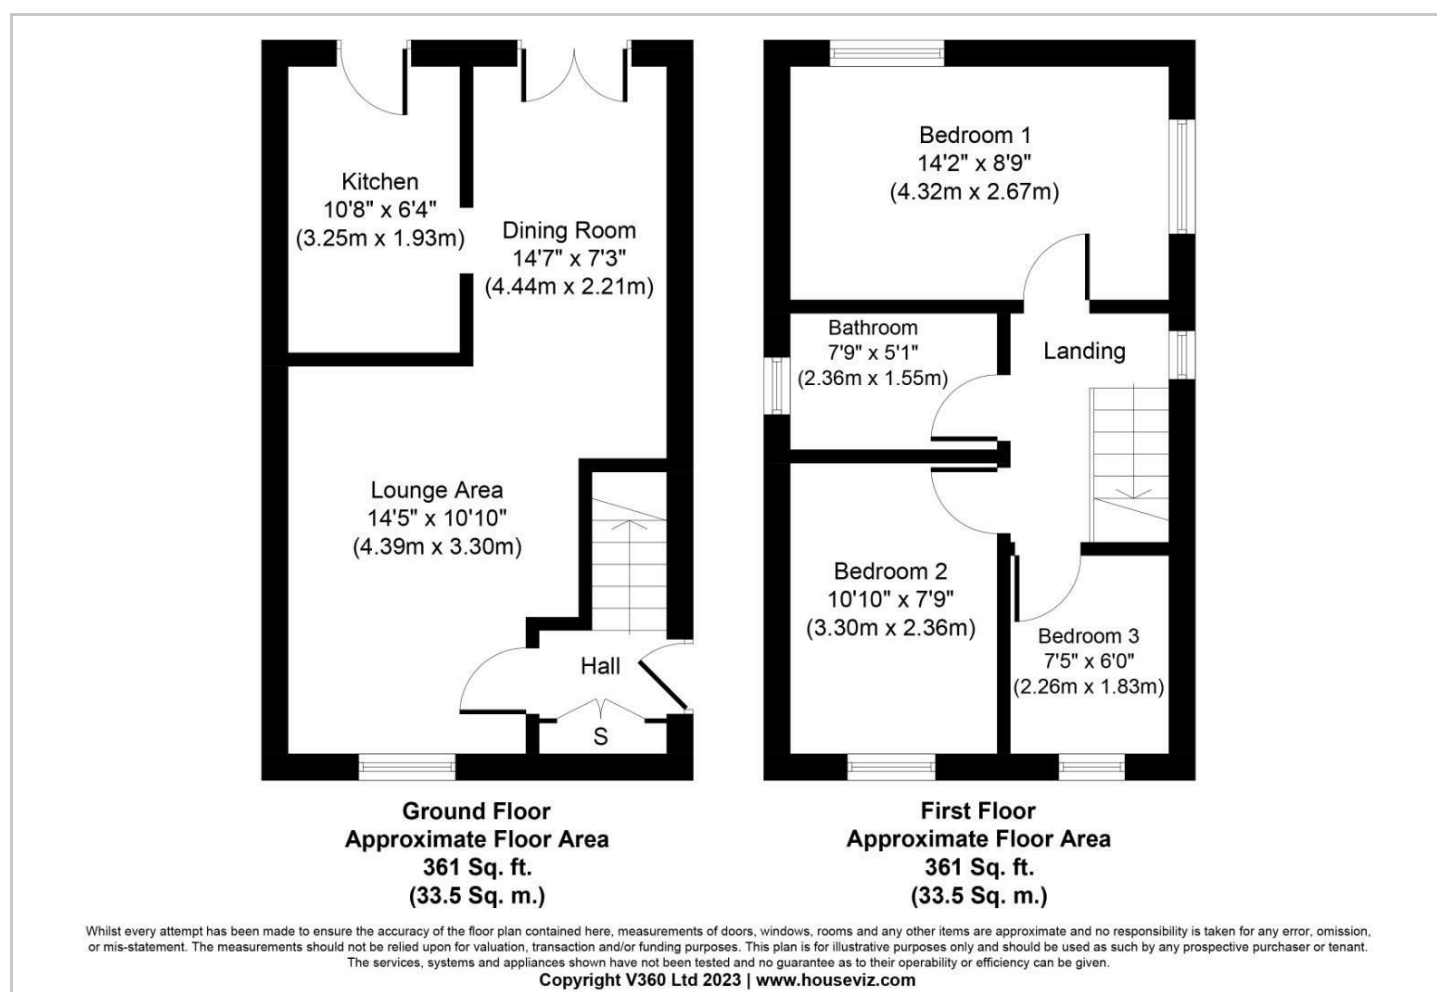 Kitchen
10'8" x 6'4"
(3.25m x 1.93m)
Dining Room
14'7" x 7'3"
(4.44m x 2.21m)
Lounge Area
14'5" x 10'10"
(4.39m x 3.30m)
Hall
S
Ground Floor
Approximate Floor Area
361 Sq. ft.
(33.5 Sq. m.)
Bedroom 1
14'2" x 8'9"
(4.32m x 2.67m)
Bathroom
7'9" x 5'1"
(2.36m x 1.55m)
Landing
Bedroom 2
10'10" x 7'9"
(3.30m x 2.36m)
Bedroom 3
7'5" x 6'0"
(2.26m x 1.83m)
First Floor
Approximate Floor Area
361 Sq. ft.
(33.5 Sq. m.)
Whilst every attempt has been made to ensure the accuracy of the floor plan contained here, measurements of doors, windows, rooms and any other items are approximate and no responsibility is taken for any error, omission,
or mis-statement. The measurements should not be relied upon for valuation, transaction and/or funding purposes. This plan is for illustrative purposes only and should be used as such by any prospective purchaser or tenant.
The services, systems and appliances shown have not been tested and no guarantee as to their operability or efficiency can be given.
Copyright V360 Ltd 2023 | www.houseviz.com